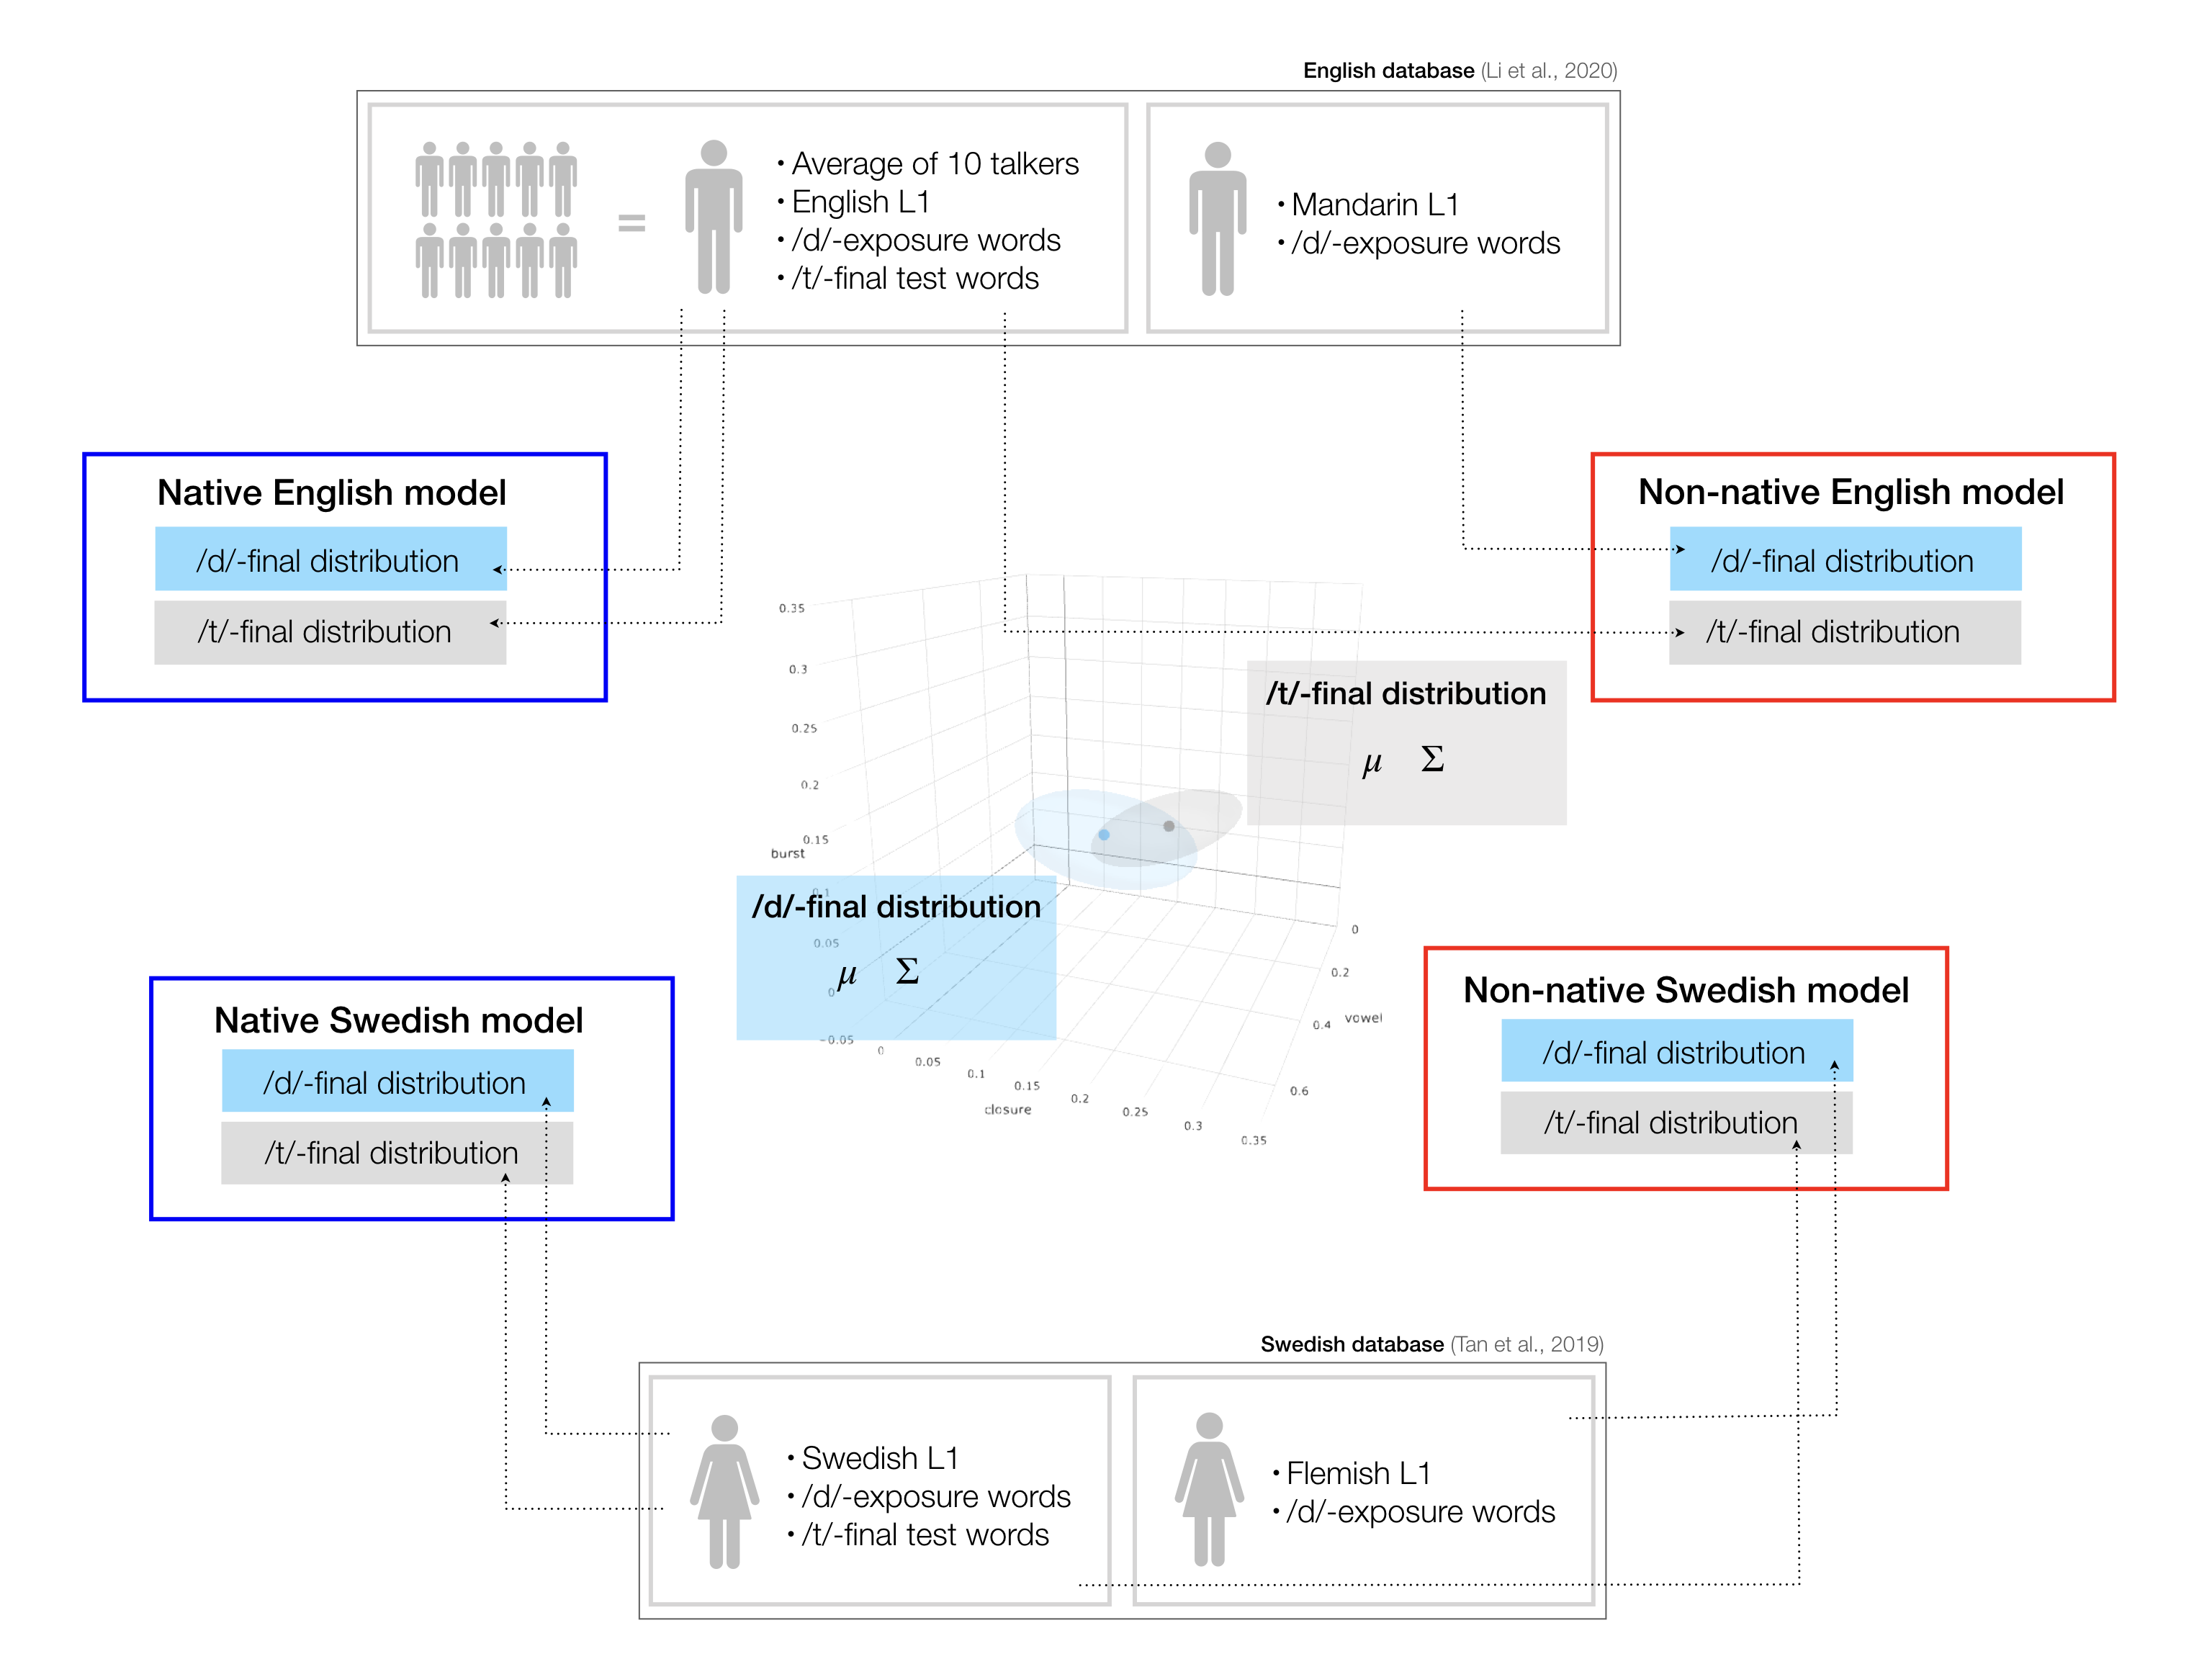 English database (Li et al., 2020)
• Average of 10 talkers
• English L1
• /d/-exposure words
• /t/-final test words
=
• Mandarin L1
• /d/-exposure words
Native English model
/d/-final distribution
/t/-final distribution
Non-native English model
/d/-final distribution
/t/-final distribution
0.35
0.3
0.25
0.2
0.15
burst
0.1
0.05
0
−0.05
/t/-final distribution
μ Σ
/d/-final distribution
μ Σ
0
0.05
0.1
0.15
0.2
0.25
0.3
0.35
closure
0
0.2
0.4
0.6
vowel
Native Swedish model
/d/-final distribution
/t/-final distribution
Non-native Swedish model
/d/-final distribution
/t/-final distribution
Swedish database (Tan et al., 2019)
• Swedish L1
• /d/-exposure words
• /t/-final test words
• Flemish L1
• /d/-exposure words